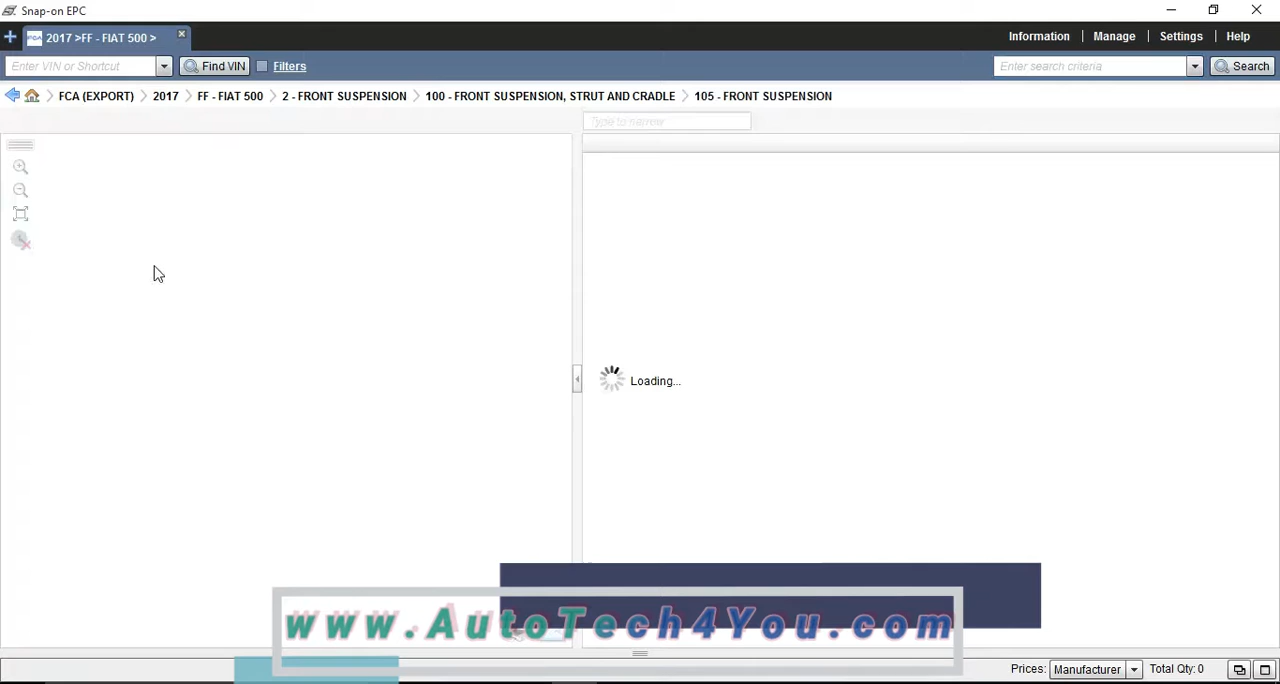 Snap-on EPC
FCA 2017 >FF - FIAT 500 >
Information Manage Settings Help
Enter VIN or Shortcut Find VIN Filters Enter search criteria Search
FCA (EXPORT) 2017 FF - FIAT 500 2 - FRONT SUSPENSION 100 - FRONT SUSPENSION, STRUT AND CRADLE 105 - FRONT SUSPENSION
Type to narrow
Loading...
www.AutoTech4You.com
Prices: Manufacturer Total Qty: 0